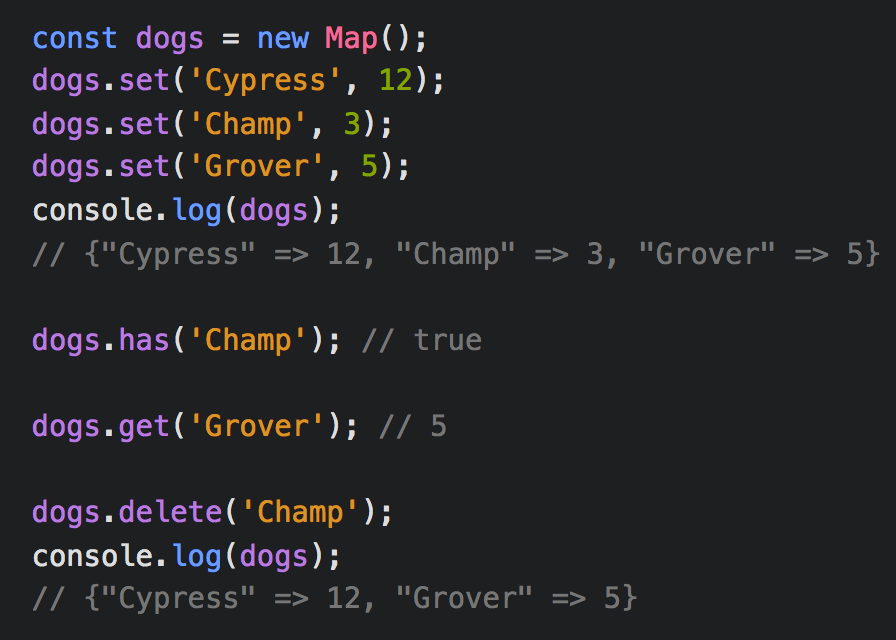 const dogs = new Map();
dogs.set('Cypress', 12);
dogs.set('Champ', 3);
dogs.set('Grover', 5);
console.log(dogs);
// {"Cypress" => 12, "Champ" => 3, "Grover" => 5}
dogs.has('Champ'); // true
dogs.get('Grover'); // 5
dogs.delete('Champ');
console.log(dogs);
// {"Cypress" => 12, "Grover" => 5}